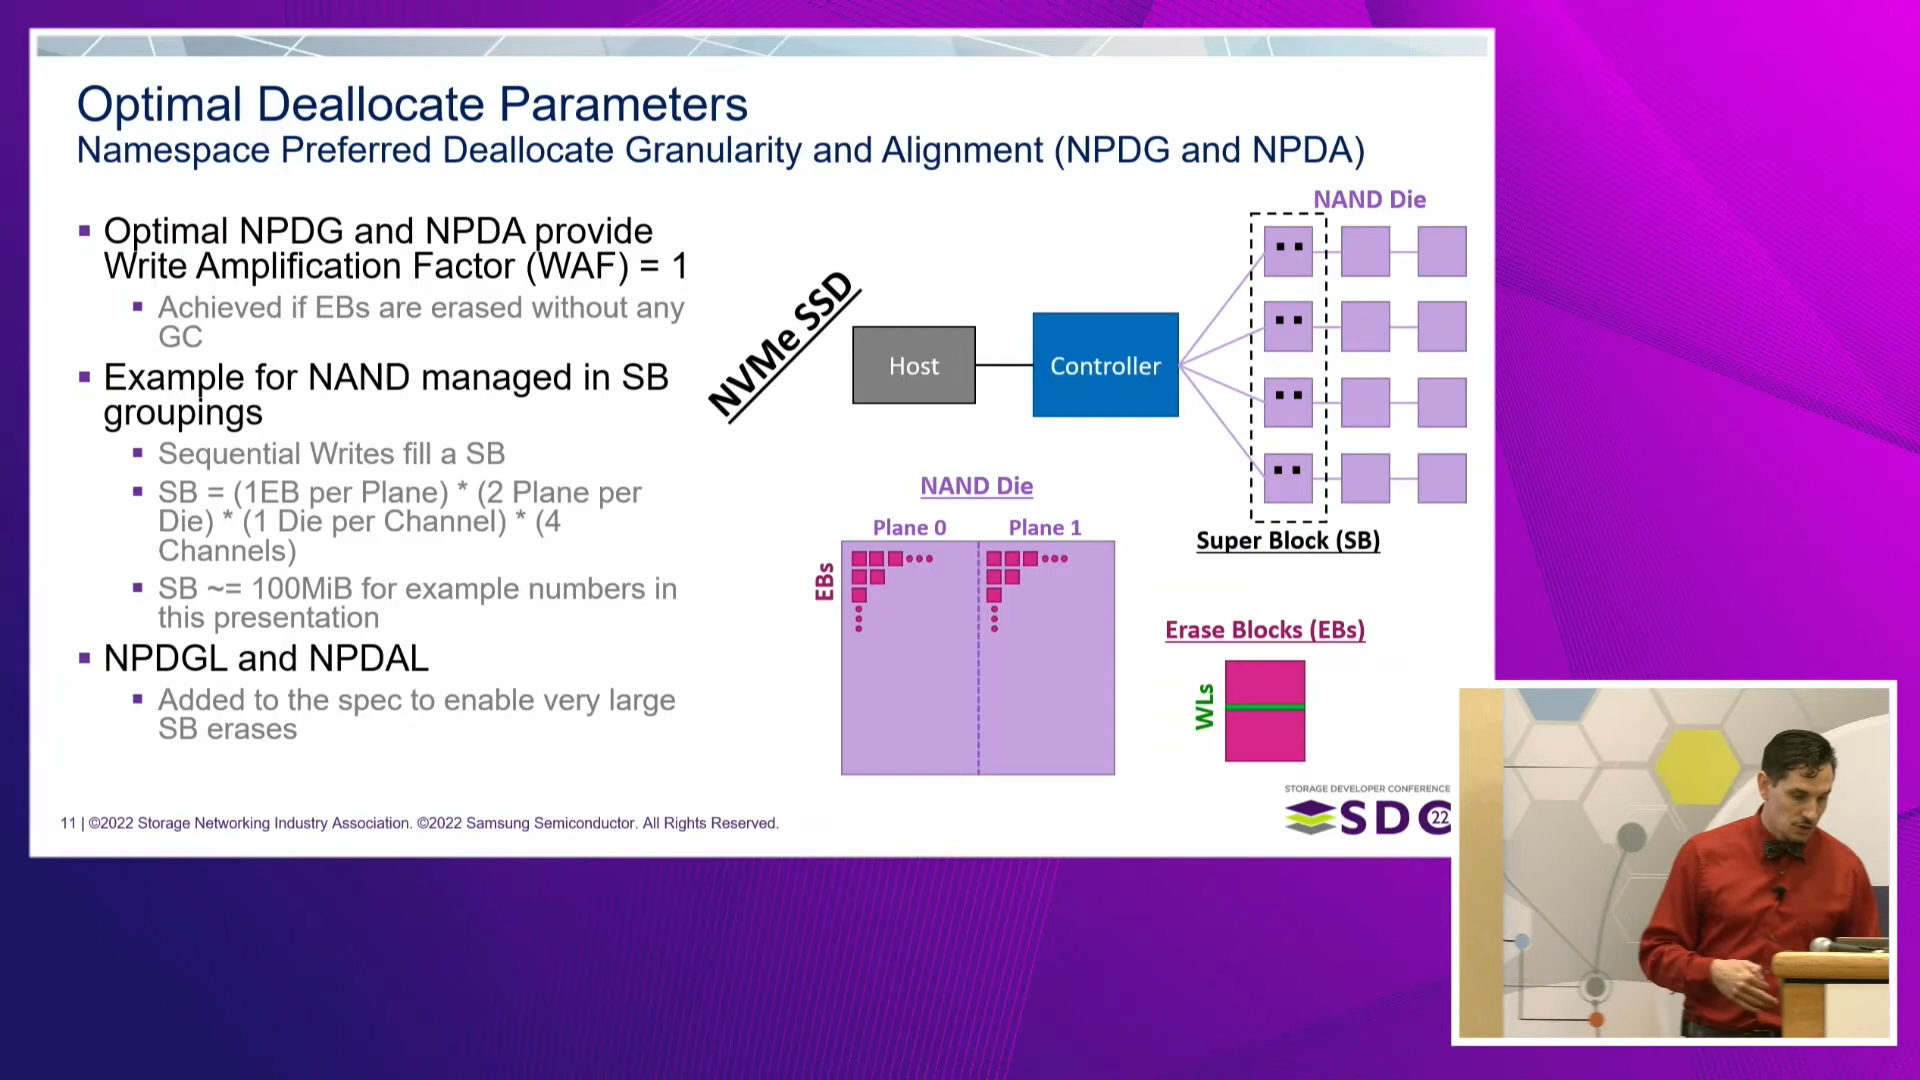 Optimal Deallocate Parameters
Namespace Preferred Deallocate Granularity and Alignment (NPDG and NPDA)
▪ Optimal NPDG and NPDA provide
Write Amplification Factor (WAF) = 1
▪ Achieved if EBs are erased without any
GC
▪ Example for NAND managed in SB
groupings
▪ Sequential Writes fill a SB
▪ SB = (1EB per Plane) * (2 Plane per
Die) * (1 Die per Channel) * (4
Channels)
▪ SB ~= 100MiB for example numbers in
this presentation
▪ NPDGL and NPDAL
▪ Added to the spec to enable very large
SB erases
NVMe SSD
Host
Controller
NAND Die
Super Block (SB)
NAND Die
Plane 0
Plane 1
EBs
Erase Blocks (EBs)
WLs
11 | ©2022 Storage Networking Industry Association. ©2022 Samsung Semiconductor. All Rights Reserved.
STORAGE DEVELOPER CONFERENCE
SDC 22